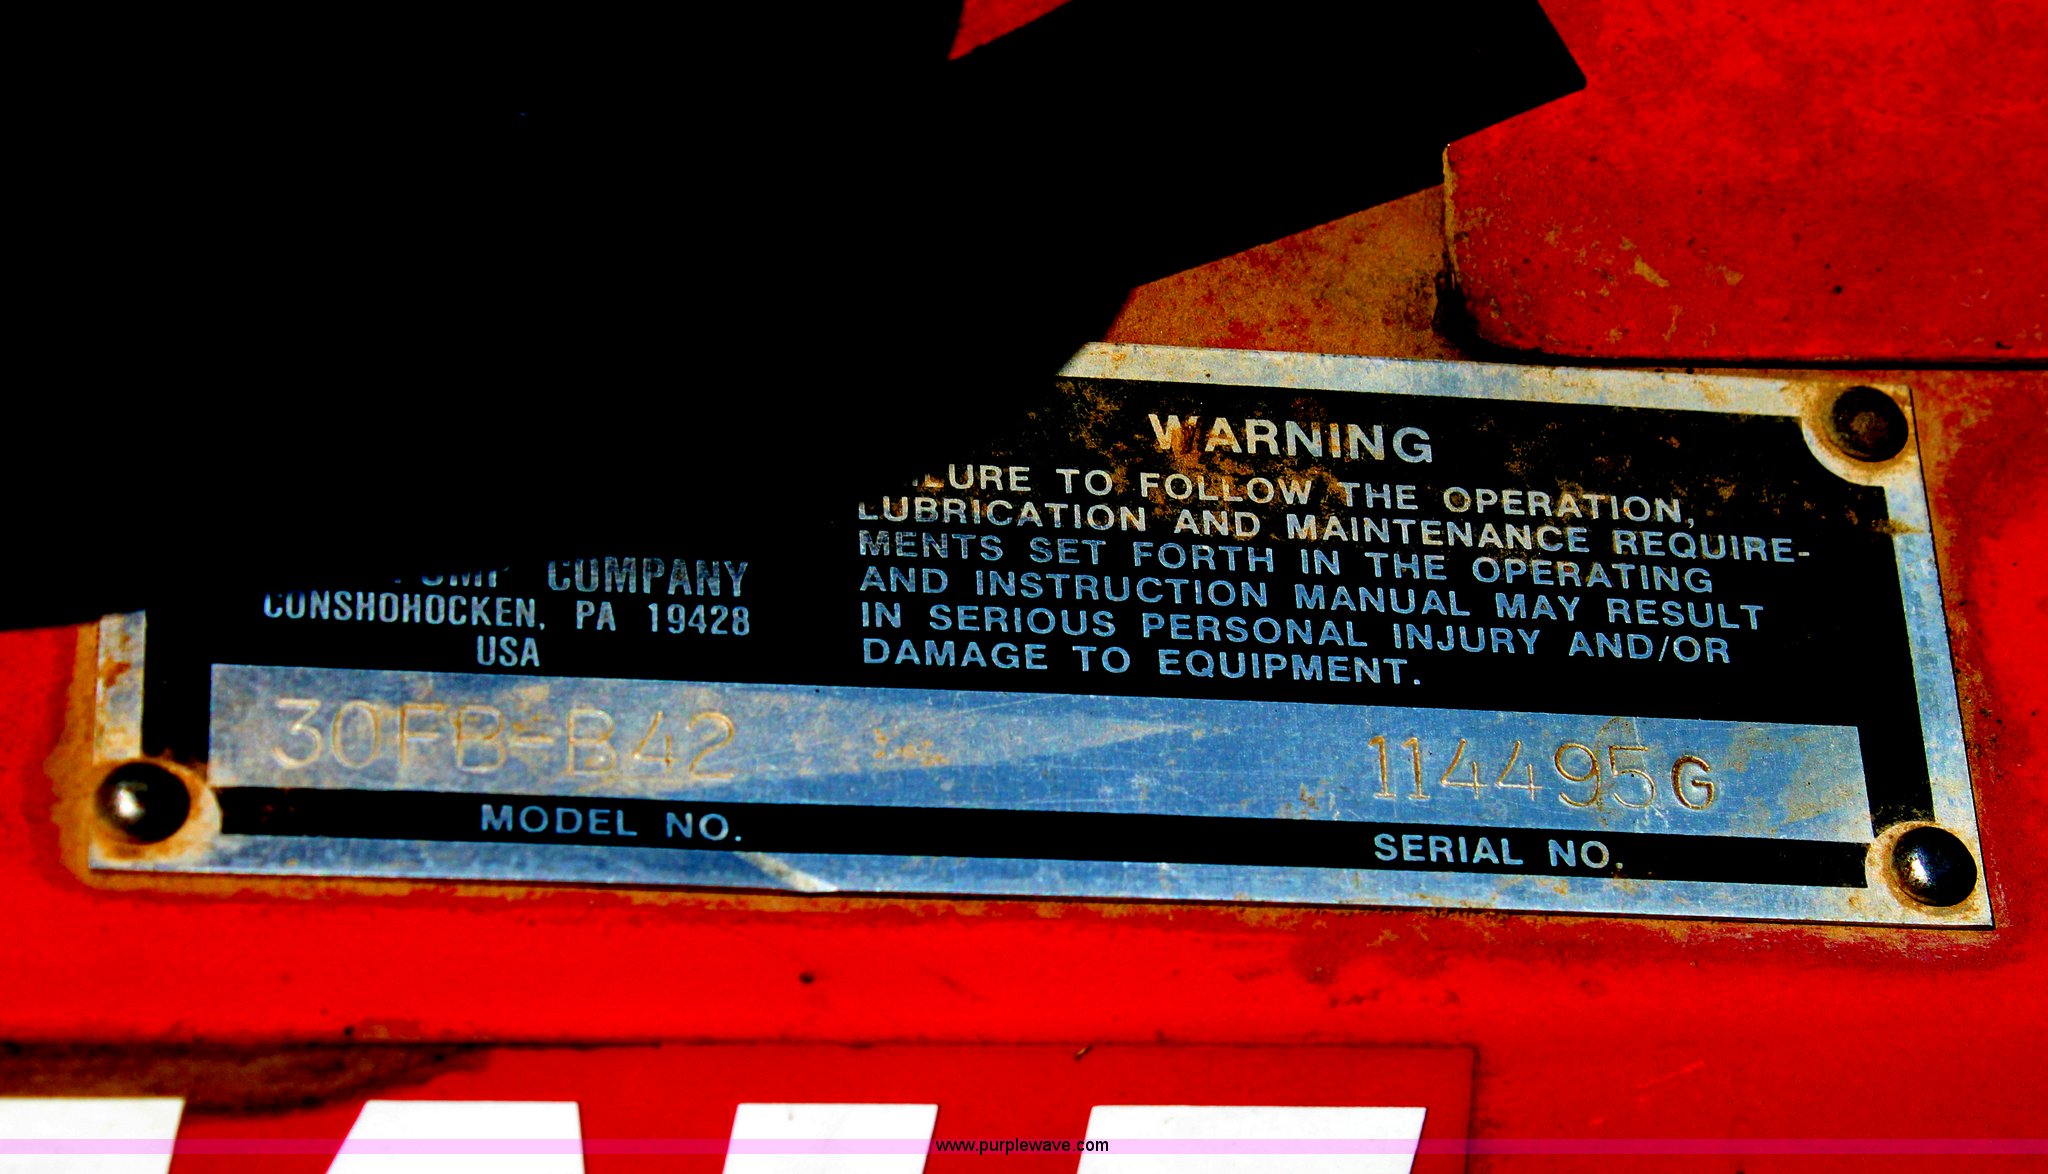 WARNING
TO FOLLOW THE OPERATION,
LUBRICATION AND MAINTENANCE REQUIRE-
MENTS SET FORTH IN THE OPERATING
AND INSTRUCTION MANUAL MAY RESULT
IN SERIOUS PERSONAL INJURY AND/OR
DAMAGE TO EQUIPMENT.
PUMP COMPANY
CONSHOHOCKEN, PA 19428
USA
30FB-B42
MODEL NO.
114495G
SERIAL NO.
www.purplewave.com